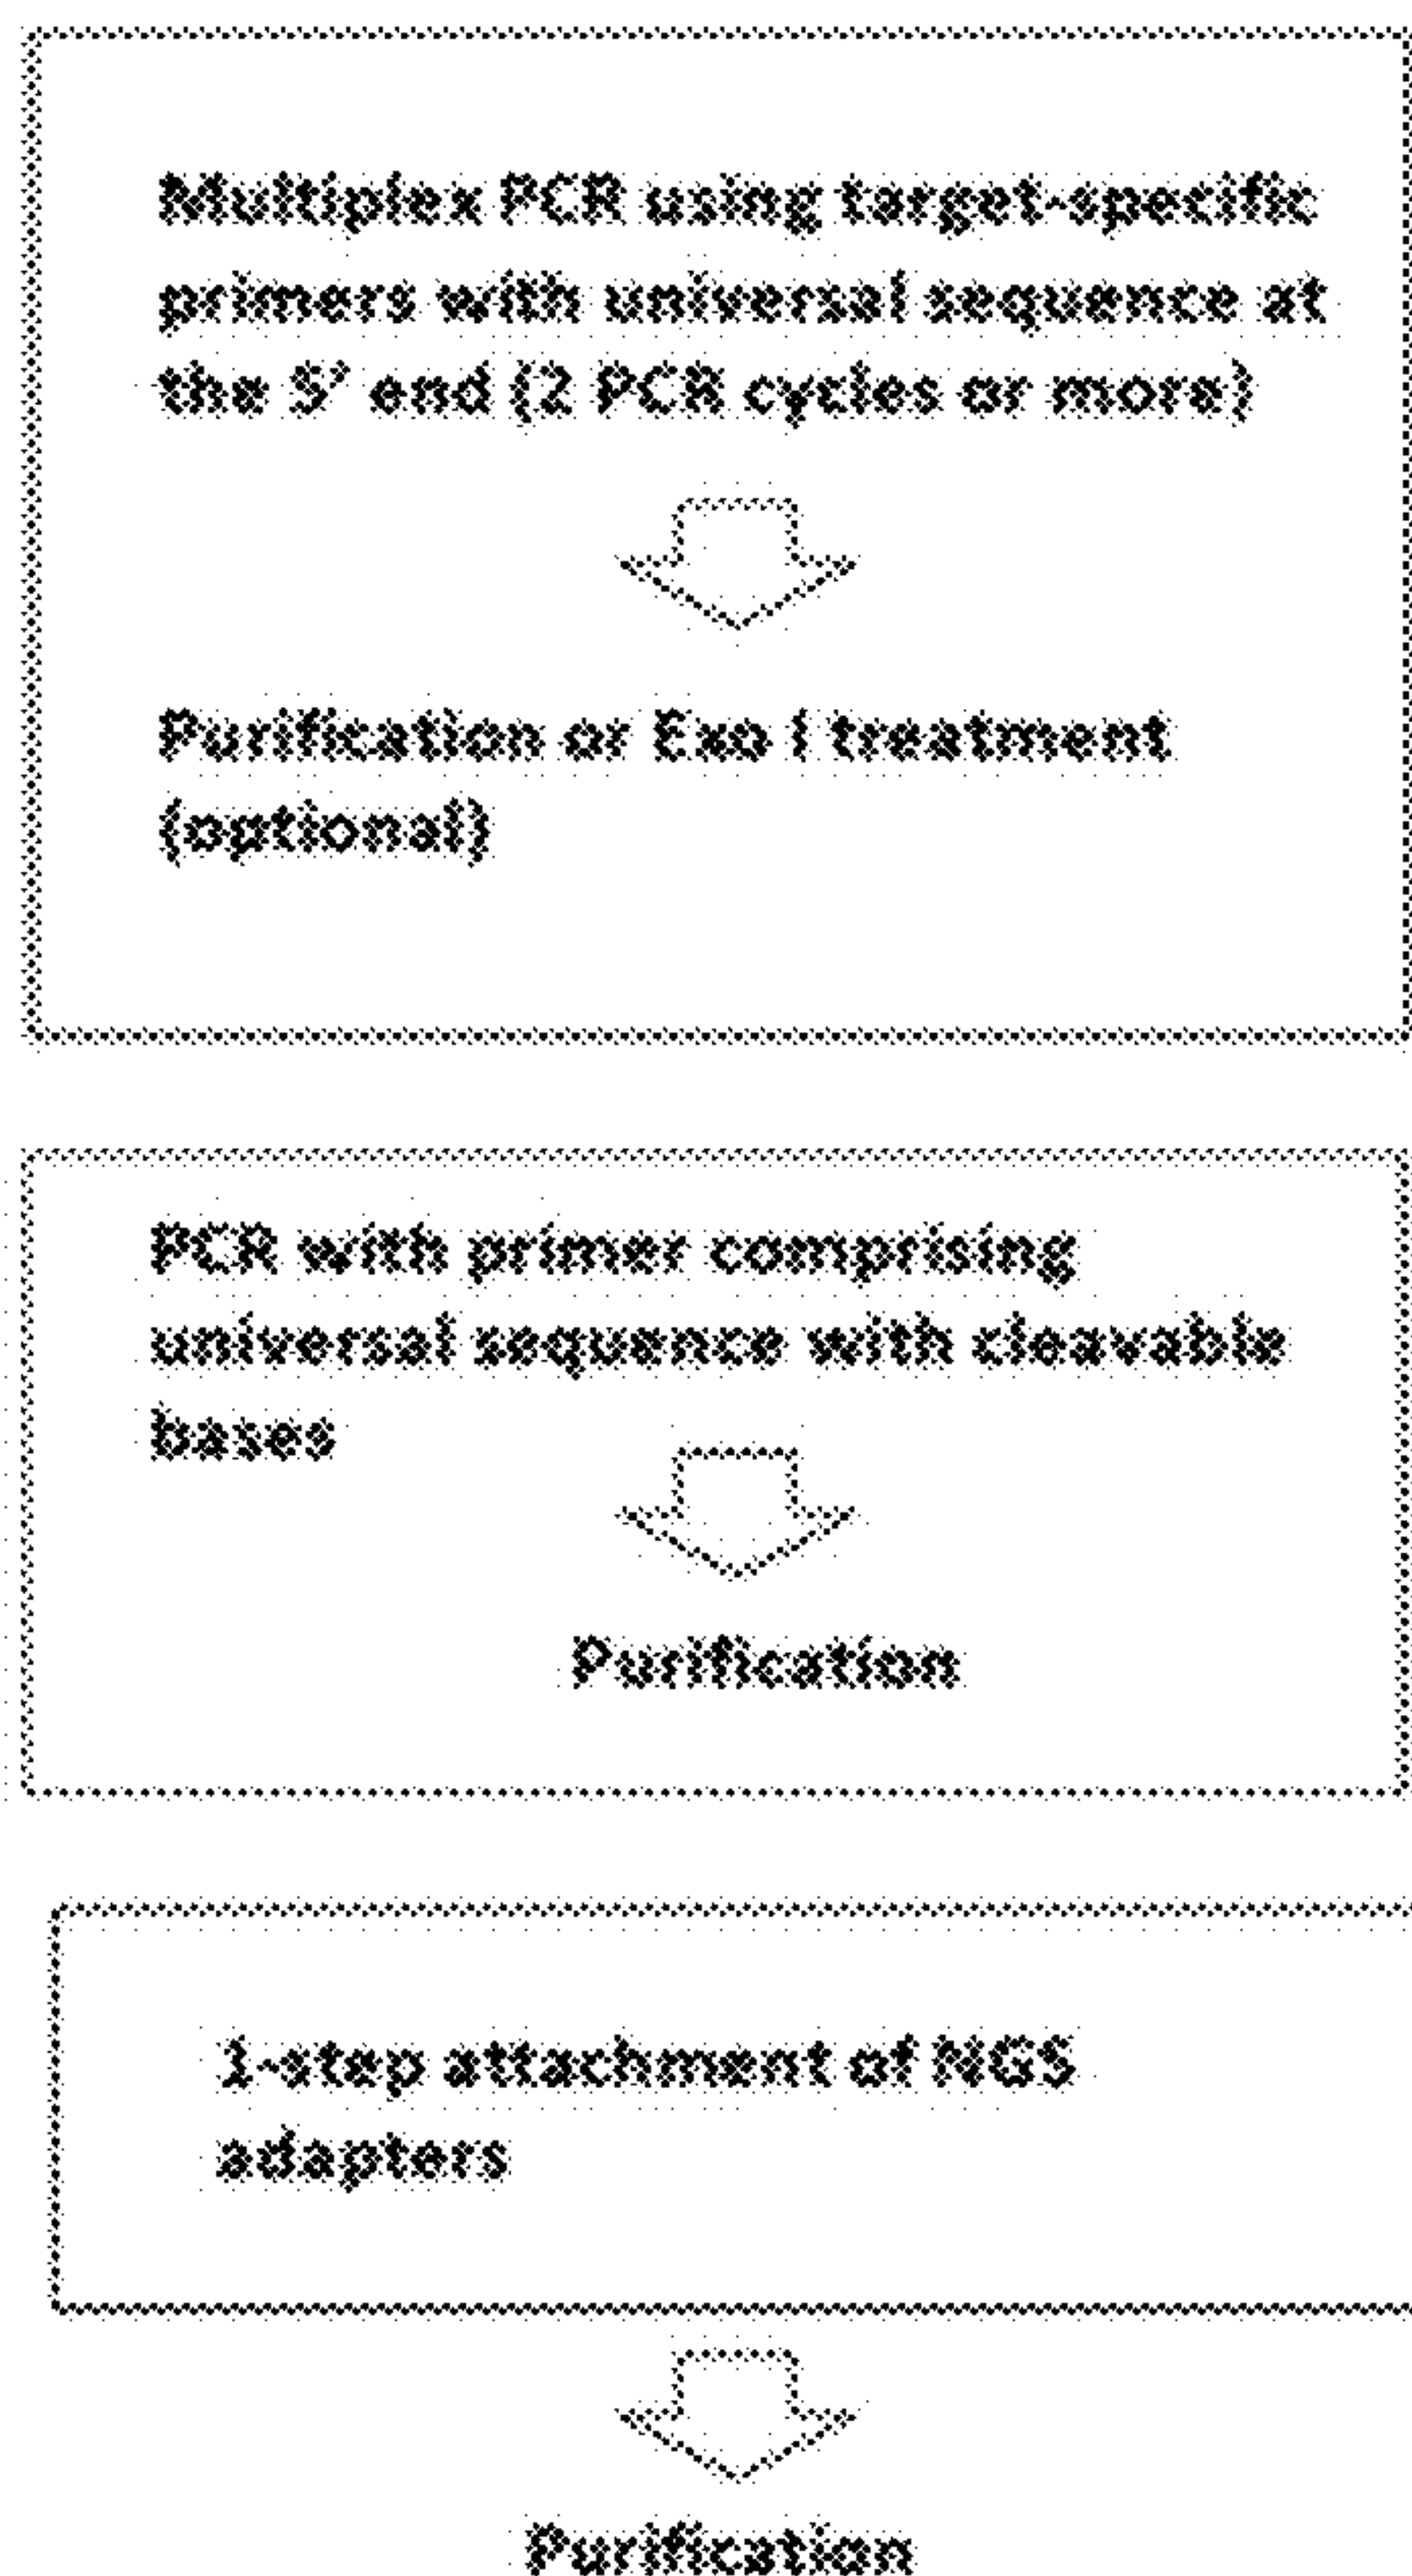 Multiplex PCR using target-specific
primers with universal sequence at
the 5' end (2 PCR cycles or more)
Purification or Exo I treatment
(optional)
PCR with primer comprising
universal sequence with cleavable
bases
Purification
1-step attachment of NGS
adapters
Purification